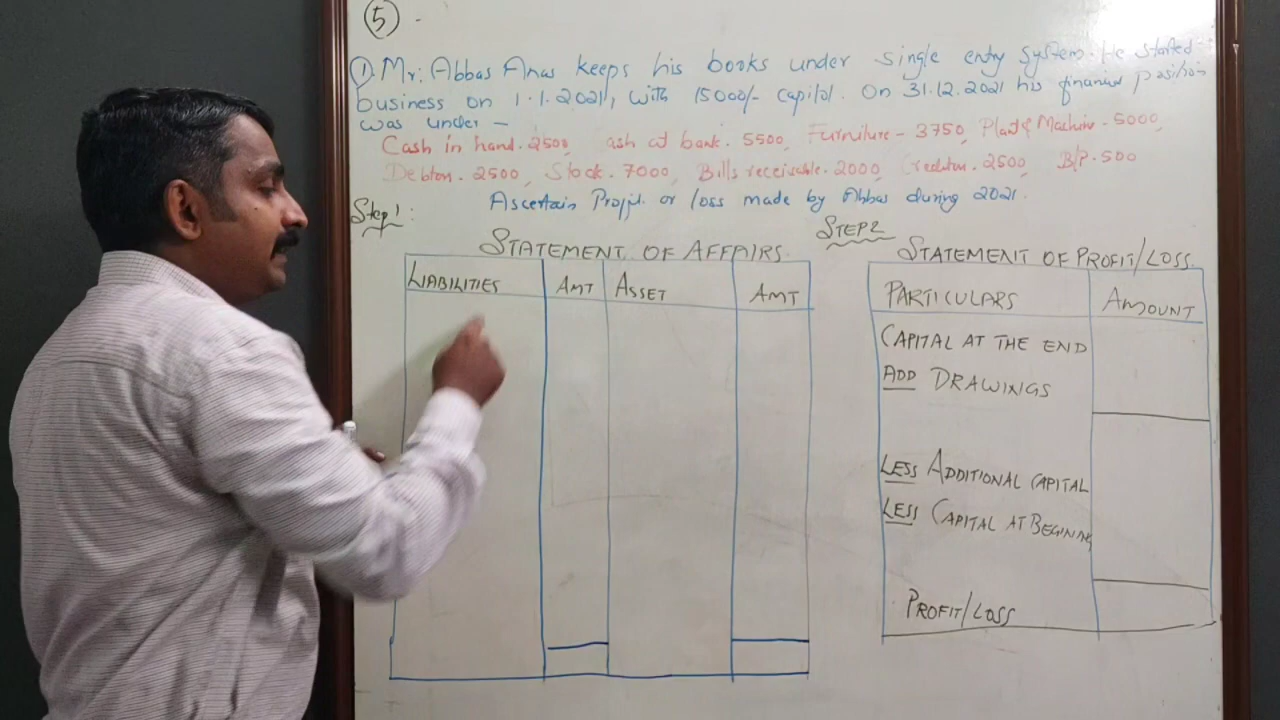 5
1 Mr: Abbas Anas keeps his books under single entry system. He started
business on 1.1.2021, with 15000/- capital. On 31.12.2021 his financial position
was under -
Cash in hand. 2500, ash at bank. 5500, Furniture - 3750, Plant & Machine. 5000,
Debtors. 2500, Stock. 7000, Bills receivable. 2000, Creditors. 2500, B/P. 500
Ascertain Profit or loss made by Abbas during 2021.
Step 1:
STATEMENT OF AFFAIRS.
LIABILITIES AMT ASSET AMT
STEP 2
STATEMENT OF PROFIT/LOSS.
PARTICULARS AMOUNT
CAPITAL AT THE END
ADD DRAWINGS
LESS ADDITIONAL CAPITAL
LESS CAPITAL AT BEGINING
PROFIT/LOSS